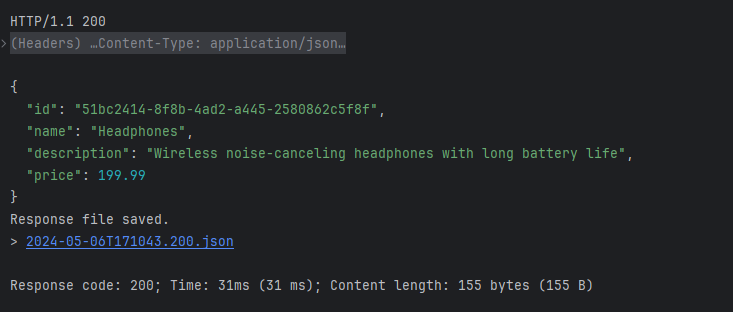 HTTP/1.1 200
(Headers) …Content-Type: application/json…
{
"id": "51bc2414-8f8b-4ad2-a445-2580862c5f8f",
"name": "Headphones",
"description": "Wireless noise-canceling headphones with long battery life",
"price": 199.99
}
Response file saved.
> 2024-05-06T171043.200.json
Response code: 200; Time: 31ms (31 ms); Content length: 155 bytes (155 B)